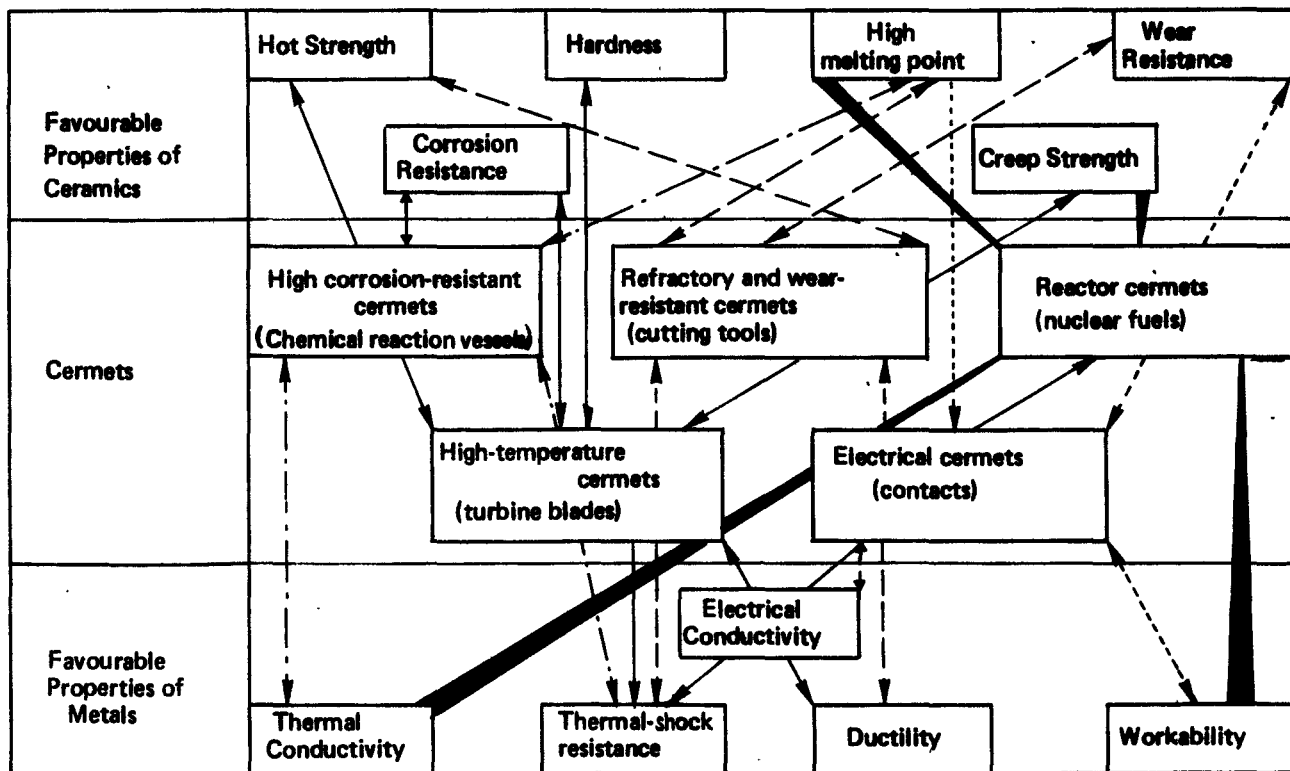 Hot Strength
Hardness
High
melting point
Wear
Resistance
Favourable
Properties of
Ceramics
Corrosion
Resistance
Creep Strength
High corrosion-resistant
cermets
(Chemical reaction vessels)
Refractory and wear-
resistant cermets
(cutting tools)
Reactor cermets
(nuclear fuels)
Cermets
High-temperature
cermets
(turbine blades)
Electrical cermets
(contacts)
Electrical
Conductivity
Favourable
Properties of
Metals
Thermal
Conductivity
Thermal-shock
resistance
Ductility
Workability